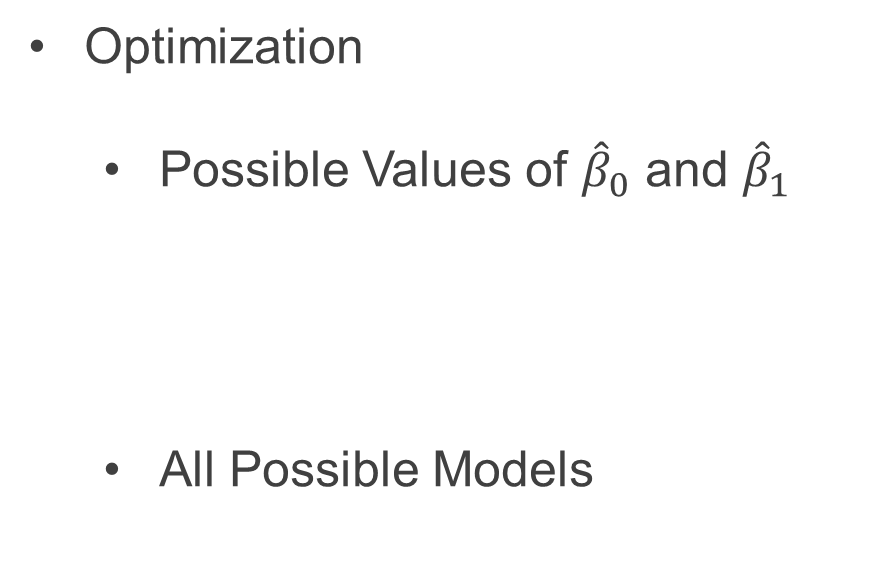 • Optimization
• Possible Values of β̂₀ and β̂₁
• All Possible Models